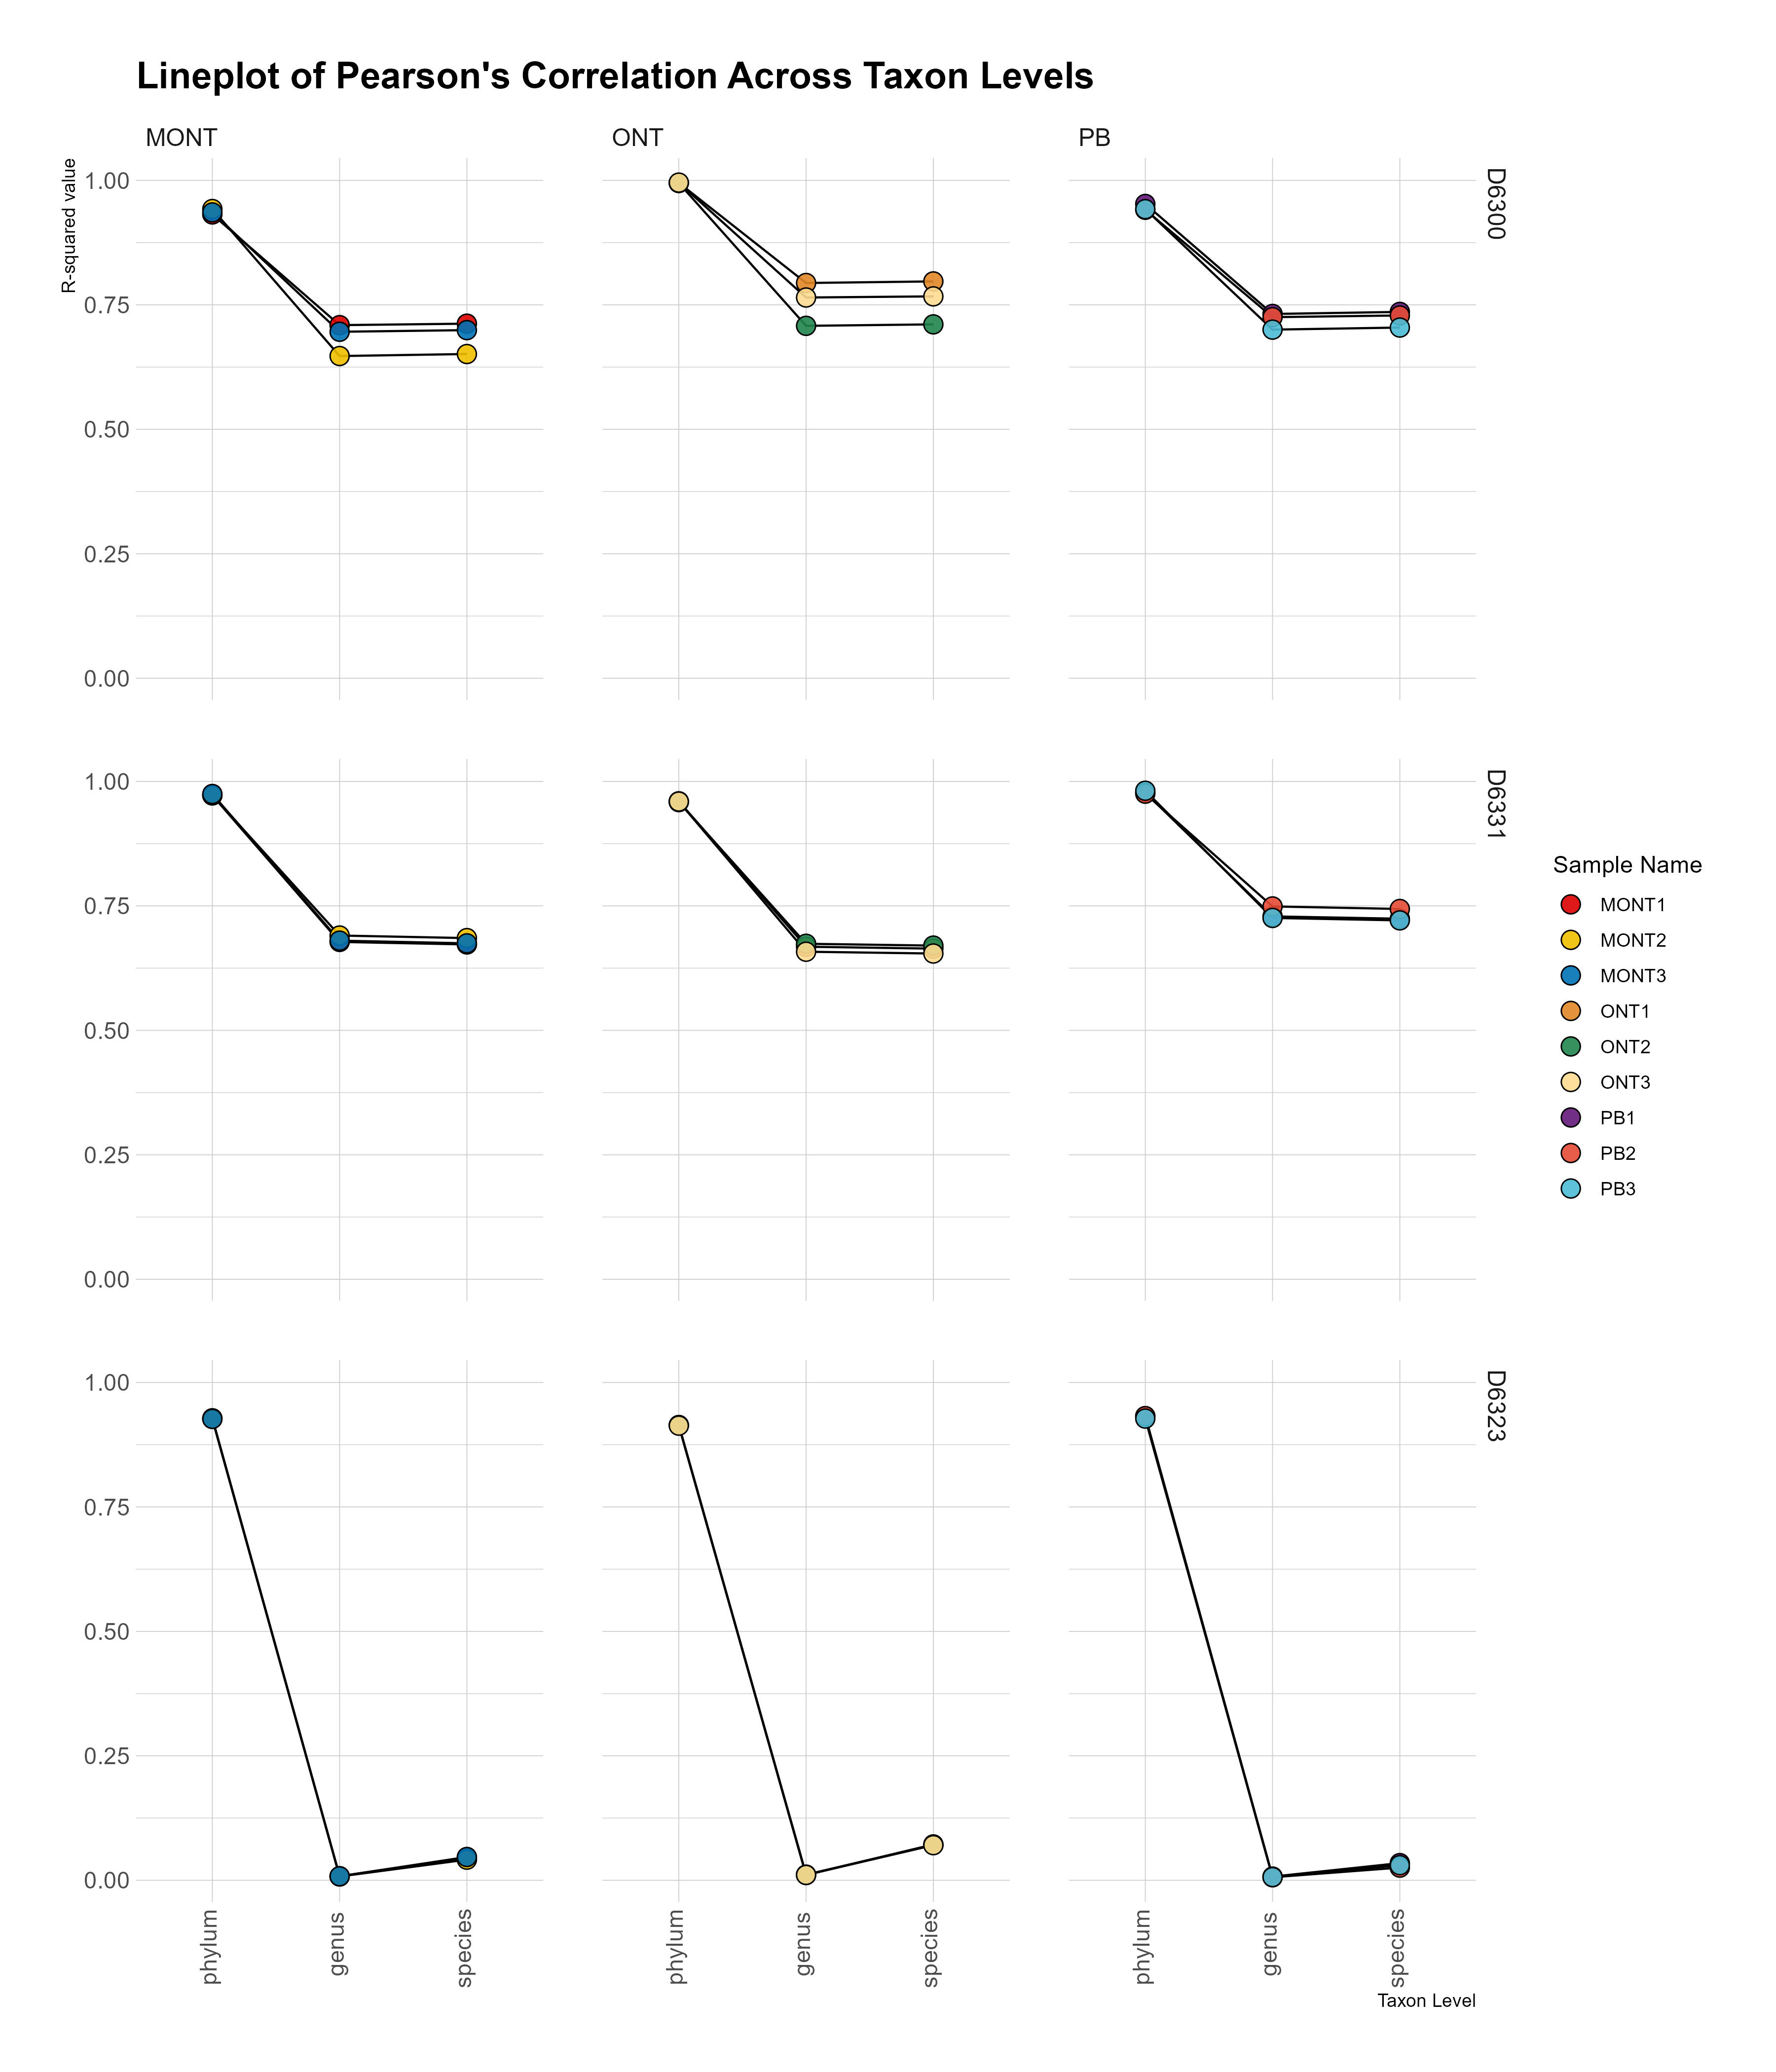 Lineplot of Pearson's Correlation Across Taxon Levels
MONT
ONT
PB
R-squared value
1.00
0.75
0.50
0.25
0.00
D6300
1.00
0.75
0.50
0.25
0.00
D6331
1.00
0.75
0.50
0.25
0.00
D6323
phylum
genus
species
phylum
genus
species
phylum
genus
species
Taxon Level
Sample Name
MONT1
MONT2
MONT3
ONT1
ONT2
ONT3
PB1
PB2
PB3